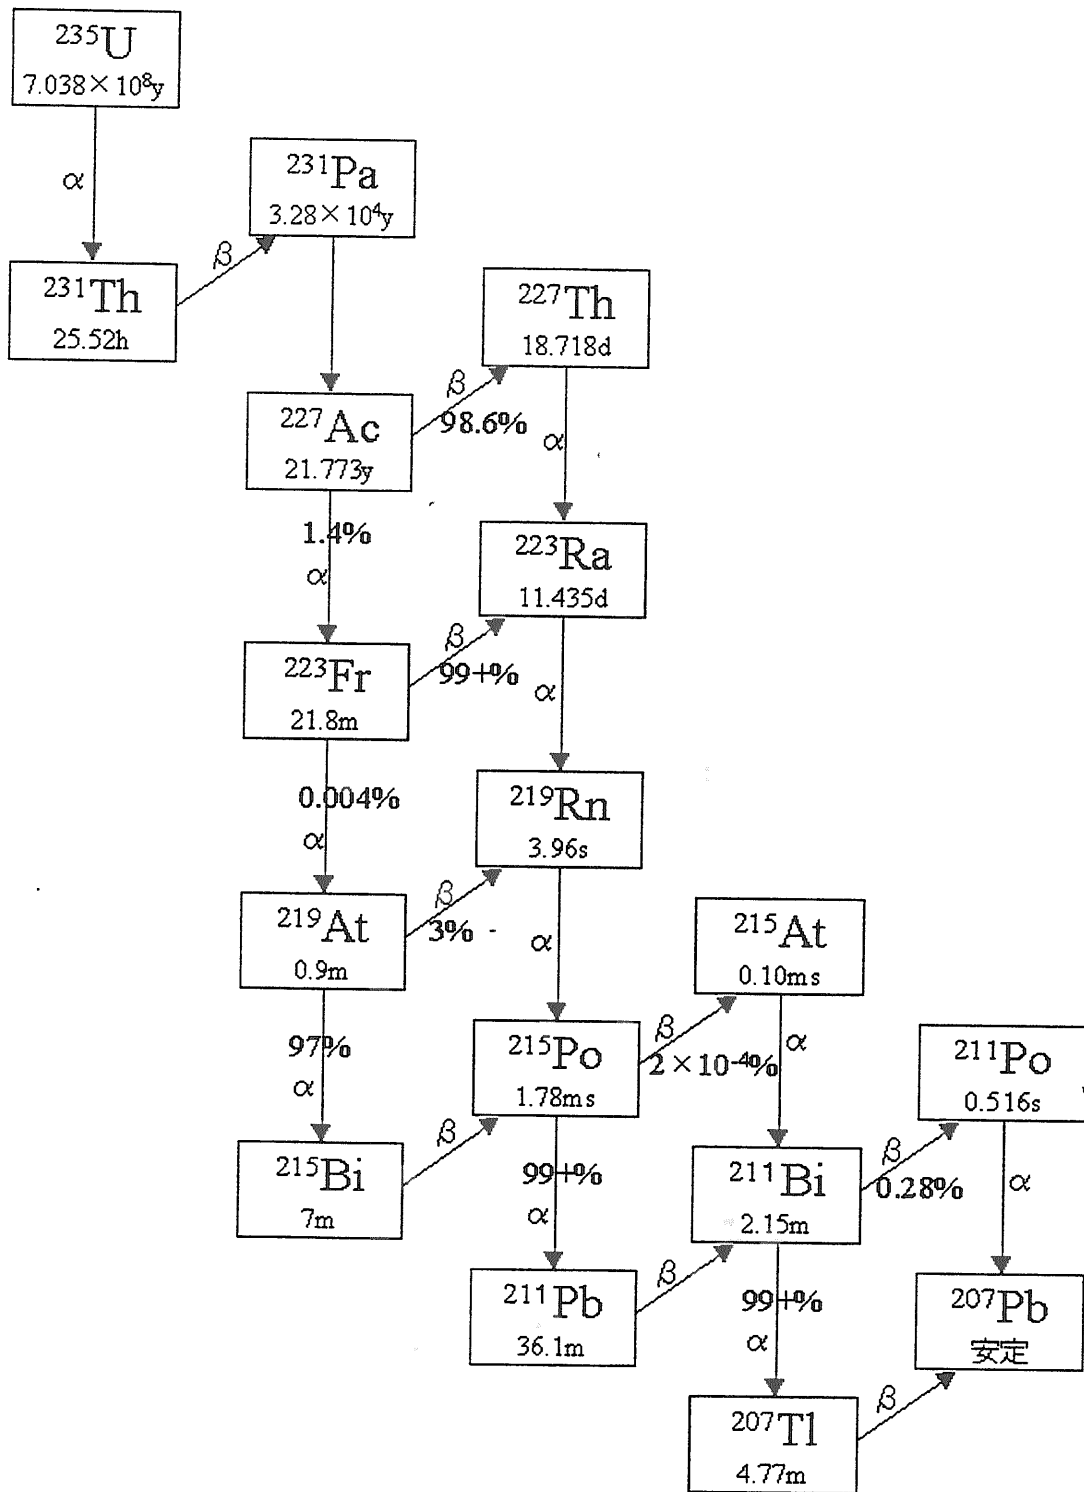 ²³⁵U
7.038×10⁸y
α
²³¹Pa
3.28×10⁴y
β
²³¹Th
25.52h
²²⁷Th
18.718d
β
98.6%
²²⁷Ac
21.773y
α
1.4%
α
²²³Ra
11.435d
β
99+%
²²³Fr
21.8m
α
0.004%
α
²¹⁹Rn
3.96s
β
3%
²¹⁹At
0.9m
α
²¹⁵At
0.10ms
97%
α
²¹⁵Po
1.78ms
β
2×10⁻⁴%
α
²¹¹Po
0.516s
β
²¹⁵Bi
7m
99+%
α
²¹¹Bi
2.15m
β
0.28%
α
²¹¹Pb
36.1m
β
99+%
α
²⁰⁷Pb
安定
²⁰⁷Tl
4.77m
β